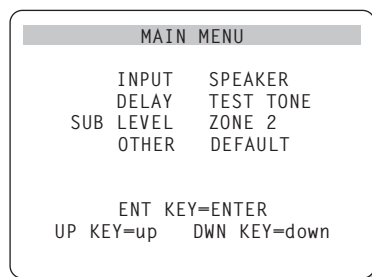 MAIN MENU
INPUT SPEAKER
DELAY TEST TONE
SUB LEVEL ZONE 2
OTHER DEFAULT
ENT KEY=ENTER
UP KEY=up DWN KEY=down